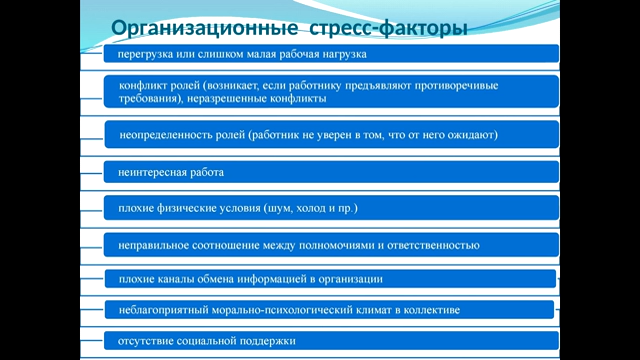 Организационные стресс-факторы
перегрузка или слишком малая рабочая нагрузка
конфликт ролей (возникает, если работнику предъявляют противоречивые
требования), неразрешенные конфликты
неопределенность ролей (работник не уверен в том, что от него ожидают)
неинтересная работа
плохие физические условия (шум, холод и пр.)
неправильное соотношение между полномочиями и ответственностью
плохие каналы обмена информацией в организации
неблагоприятный морально-психологический климат в коллективе
отсутствие социальной поддержки